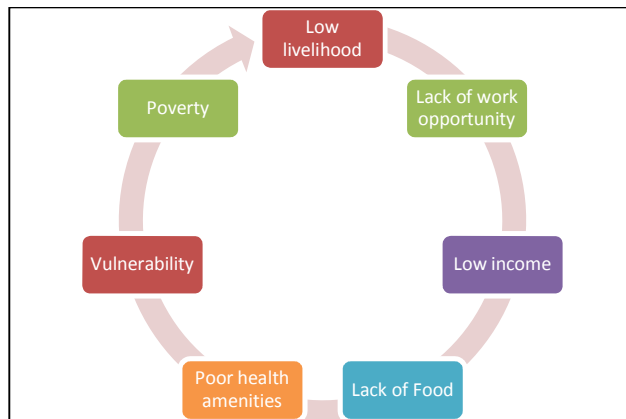 Low
livelihood
Lack of work
opportunity
Low income
Lack of Food
Poor health
amenities
Vulnerability
Poverty